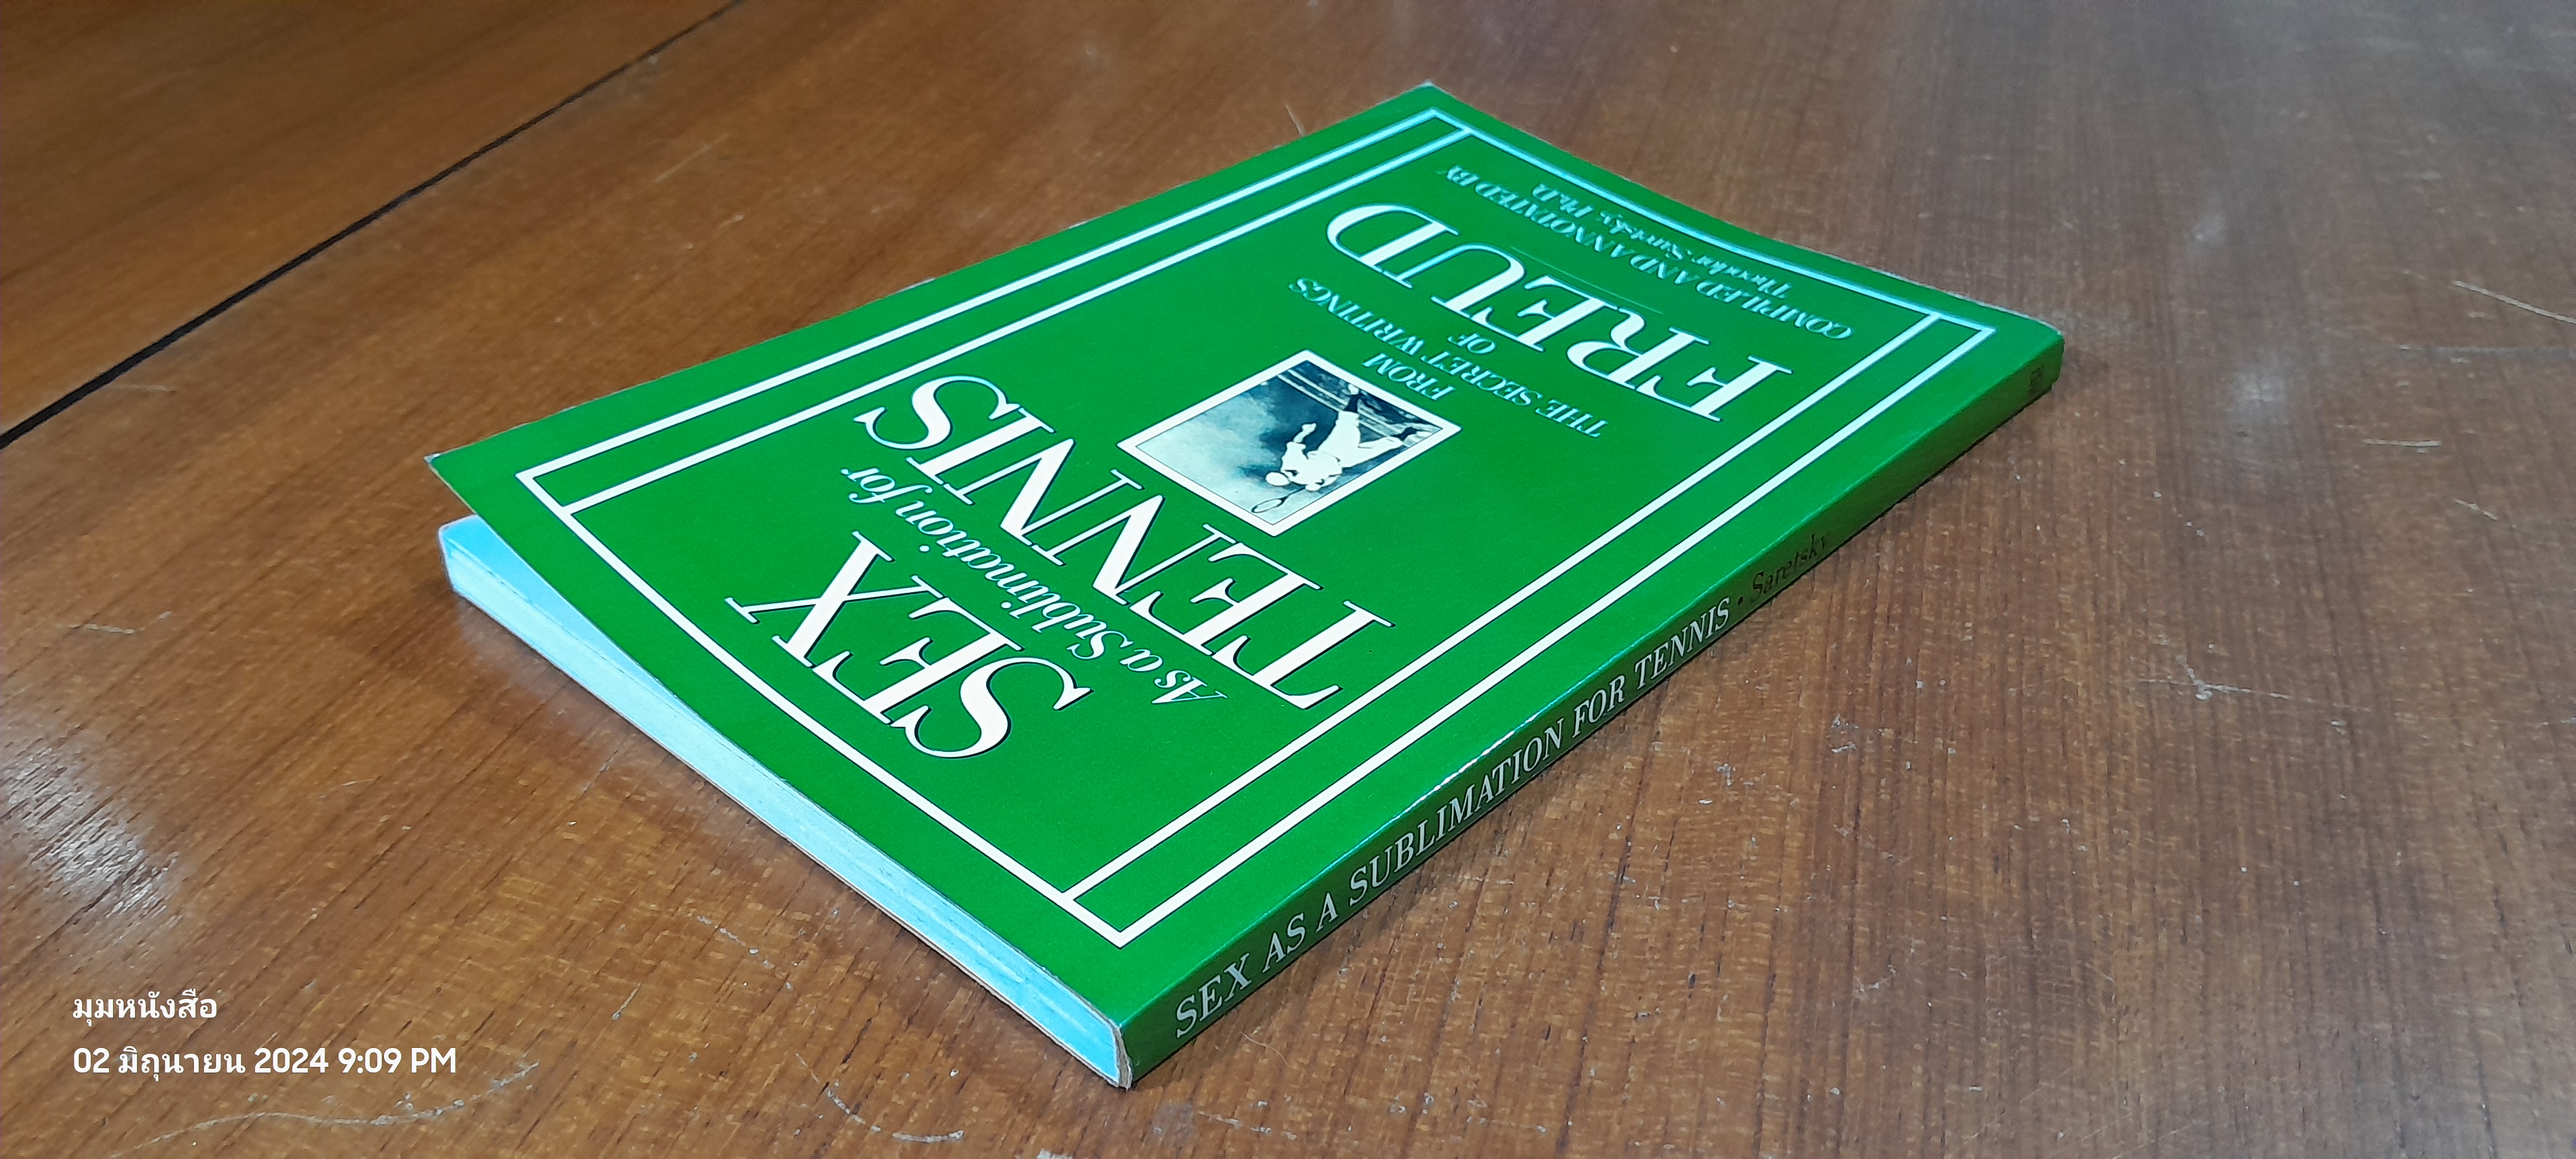 SEX
As a Sublimation for
TENNIS
FROM
THE SECRET WRITINGS
OF
FREUD
COMPILED AND ANNOTATED BY
Theodor Saretsky, Ph.D.
SEX AS A SUBLIMATION FOR TENNIS • Saretsky
มุมหนังสือ
02 มิถุนายน 2024 9:09 PM